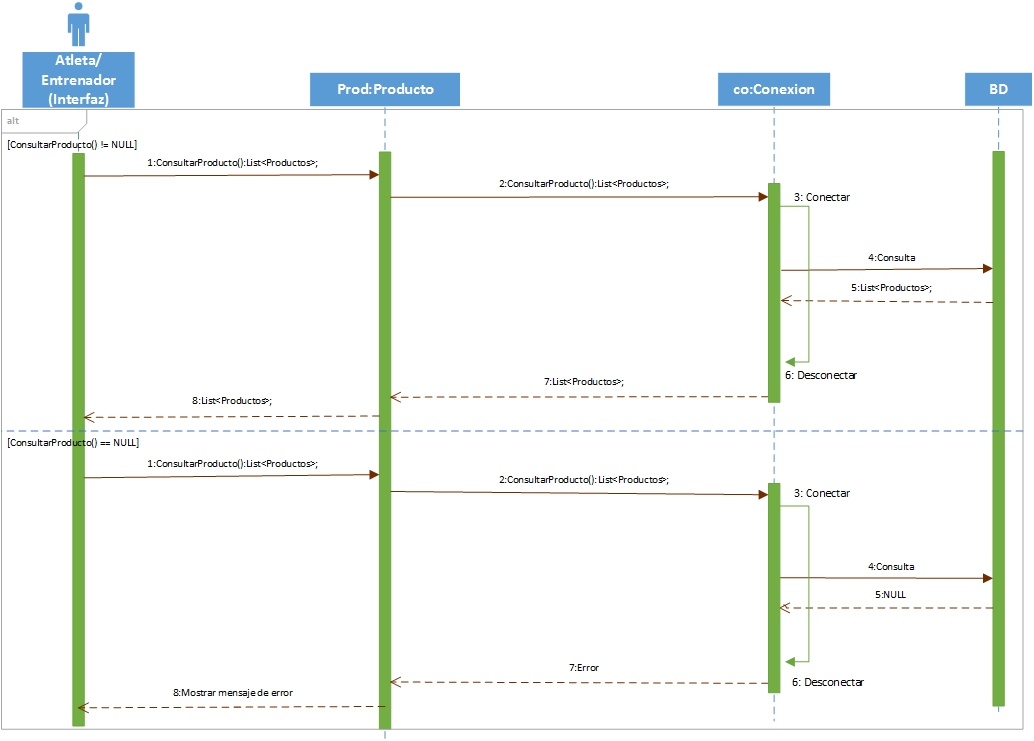 Atleta/
Entrenador
(Interfaz)
Prod:Producto
co:Conexion
BD
alt
[ConsultarProducto() != NULL]
1:ConsultarProducto():List<Productos>;
2:ConsultarProducto():List<Productos>;
3: Conectar
4:Consulta
5:List<Productos>;
6: Desconectar
7:List<Productos>;
8:List<Productos>;
[ConsultarProducto() == NULL]
1:ConsultarProducto():List<Productos>;
2:ConsultarProducto():List<Productos>;
3: Conectar
4:Consulta
5:NULL
6: Desconectar
7:Error
8:Mostrar mensaje de error